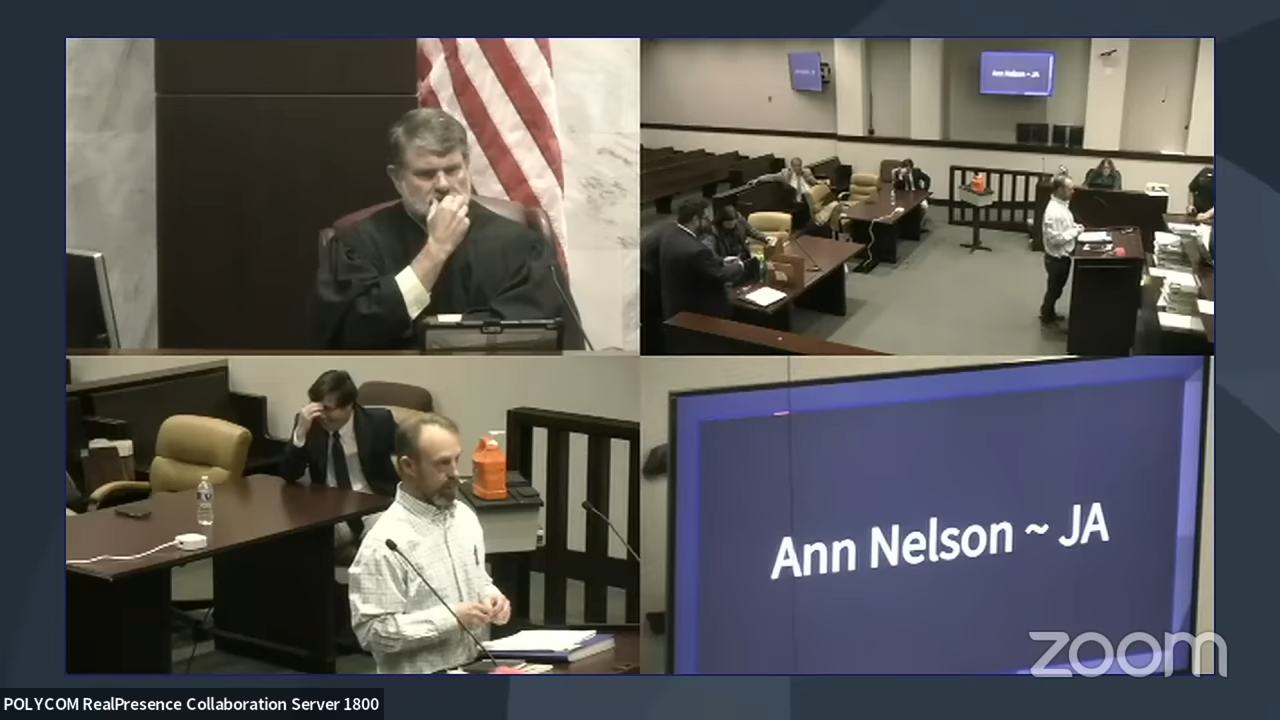 Ann Nelson ~ JA
Ann Nelson ~ JA
zoom
POLYCOM RealPresence Collaboration Server 1800